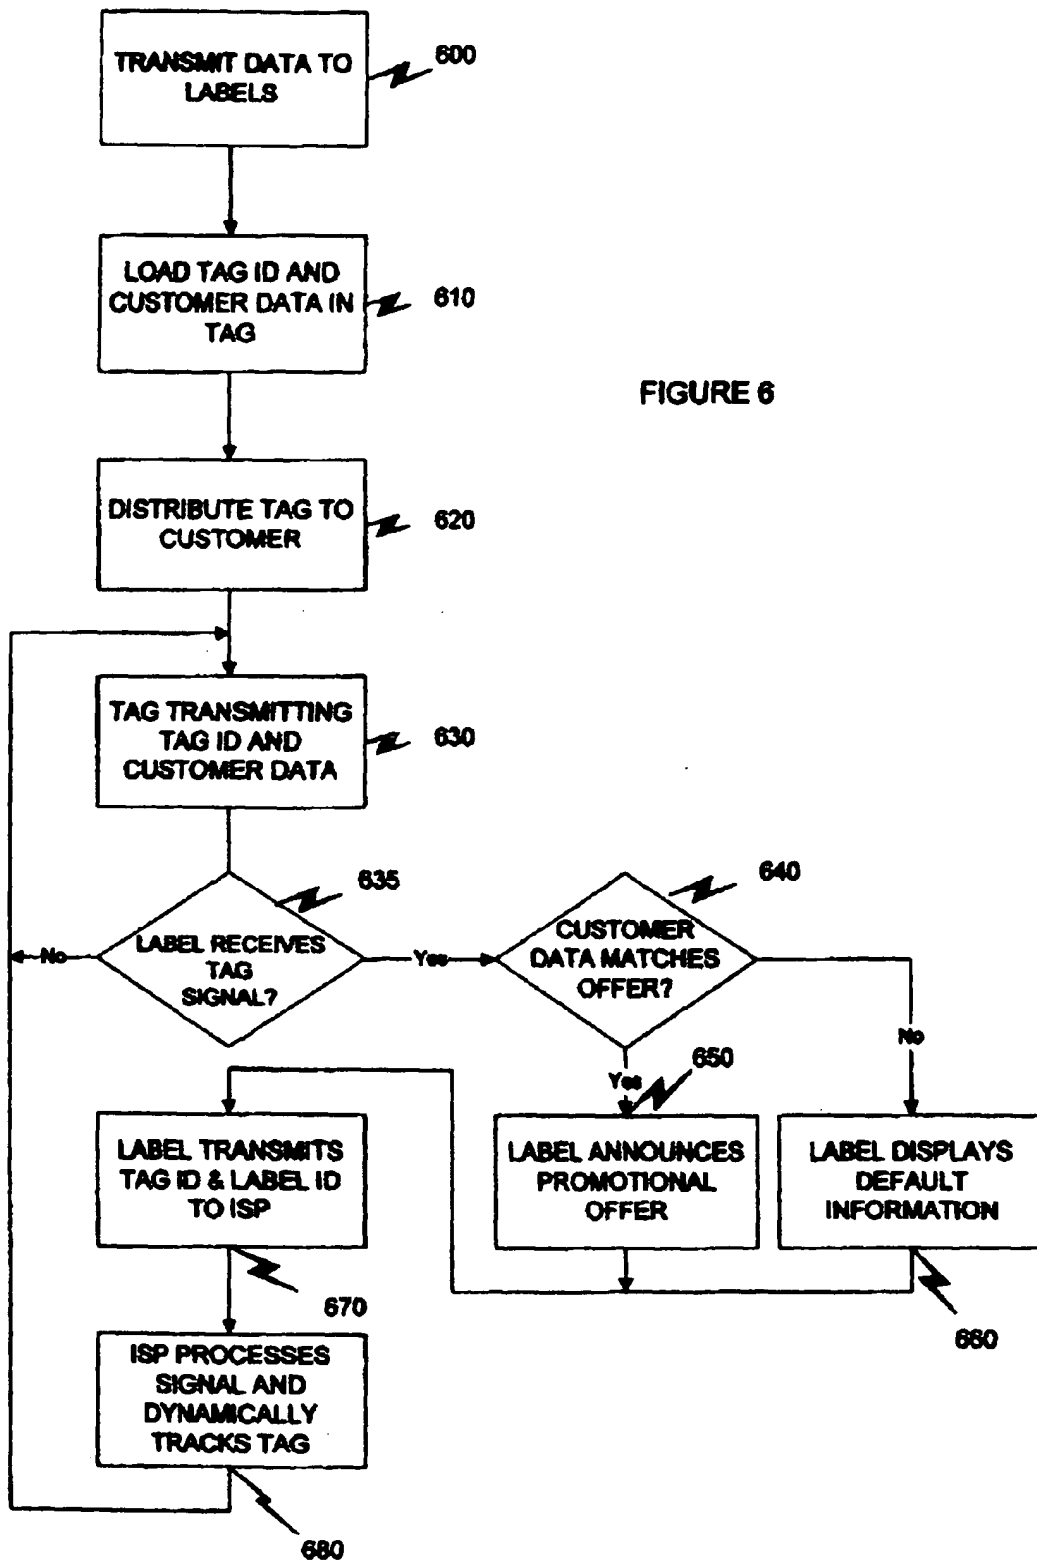 TRANSMIT DATA TO
LABELS
600
LOAD TAG ID AND
CUSTOMER DATA IN
TAG
610
FIGURE 6
DISTRIBUTE TAG TO
CUSTOMER
620
TAG TRANSMITTING
TAG ID AND
CUSTOMER DATA
630
635
LABEL RECEIVES
TAG
SIGNAL?
No
Yes
640
CUSTOMER
DATA MATCHES
OFFER?
No
Yes
650
LABEL TRANSMITS
TAG ID & LABEL ID
TO ISP
670
LABEL ANNOUNCES
PROMOTIONAL
OFFER
LABEL DISPLAYS
DEFAULT
INFORMATION
660
ISP PROCESSES
SIGNAL AND
DYNAMICALLY
TRACKS TAG
680